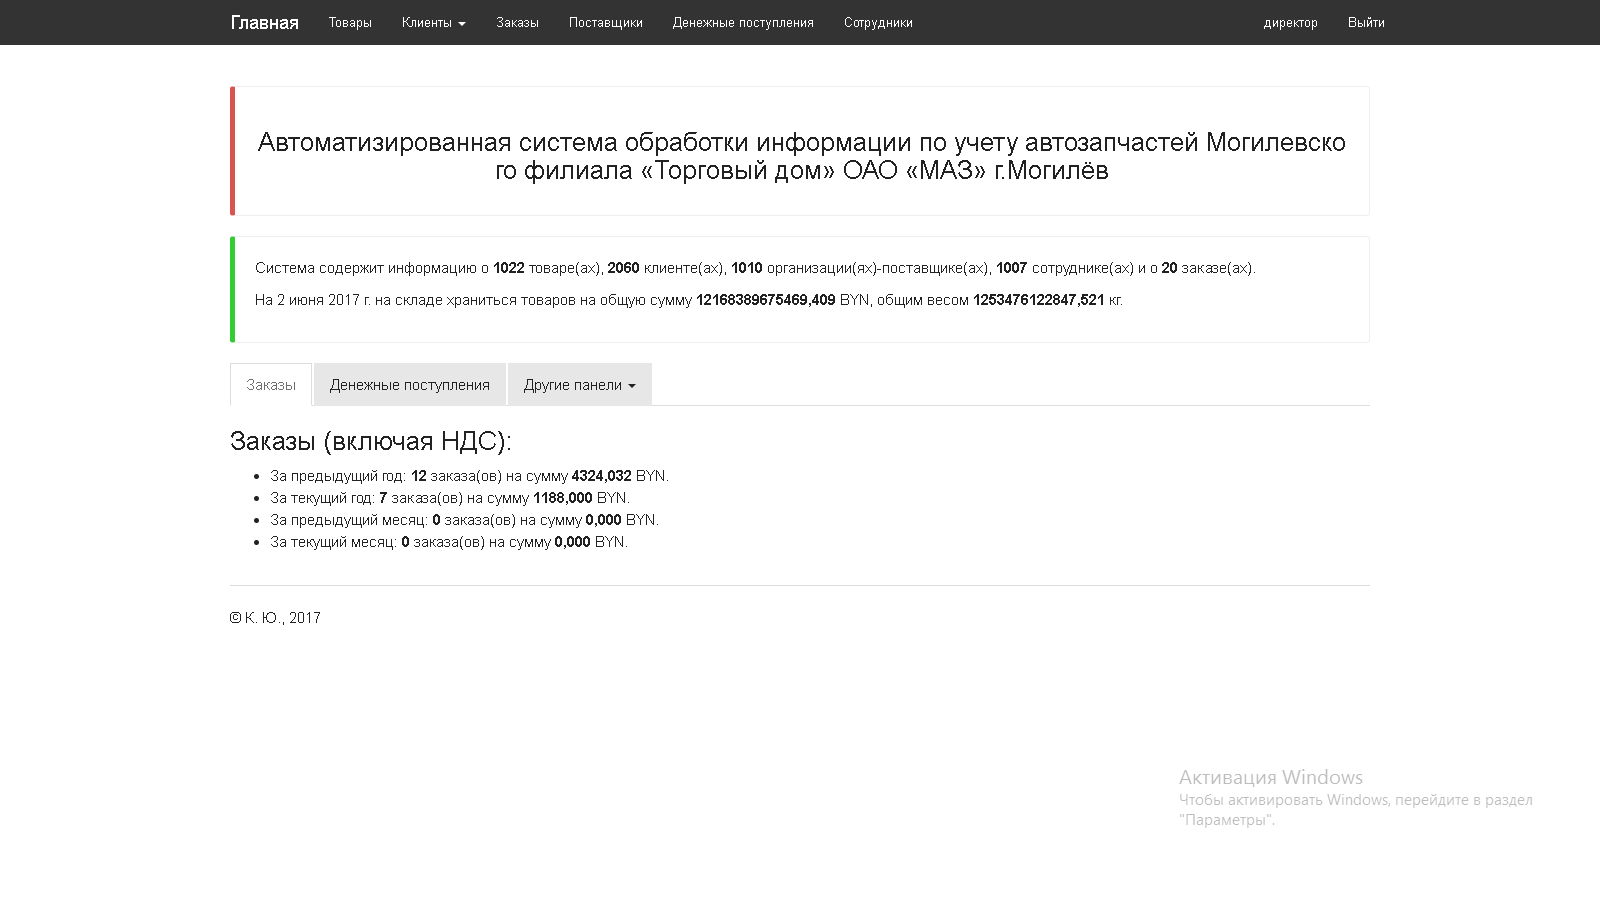 Главная Товары Клиенты Заказы Поставщики Денежные поступления Сотрудники директор Выйти
Автоматизированная система обработки информации по учету автозапчастей Могилевско
го филиала «Торговый дом» ОАО «МАЗ» г.Могилёв
Система содержит информацию о 1022 товаре(ах), 2060 клиенте(ах), 1010 организации(ях)-поставщике(ах), 1007 сотруднике(ах) и о 20 заказе(ах).
На 2 июня 2017 г. на складе храниться товаров на общую сумму 12168389675469,409 BYN, общим весом 1253476122847,521 кг.
Заказы Денежные поступления Другие панели
Заказы (включая НДС):
За предыдущий год: 12 заказа(ов) на сумму 4324,032 BYN.
За текущий год: 7 заказа(ов) на сумму 1188,000 BYN.
За предыдущий месяц: 0 заказа(ов) на сумму 0,000 BYN.
За текущий месяц: 0 заказа(ов) на сумму 0,000 BYN.
© К. Ю., 2017
Активация Windows
Чтобы активировать Windows, перейдите в раздел
"Параметры".